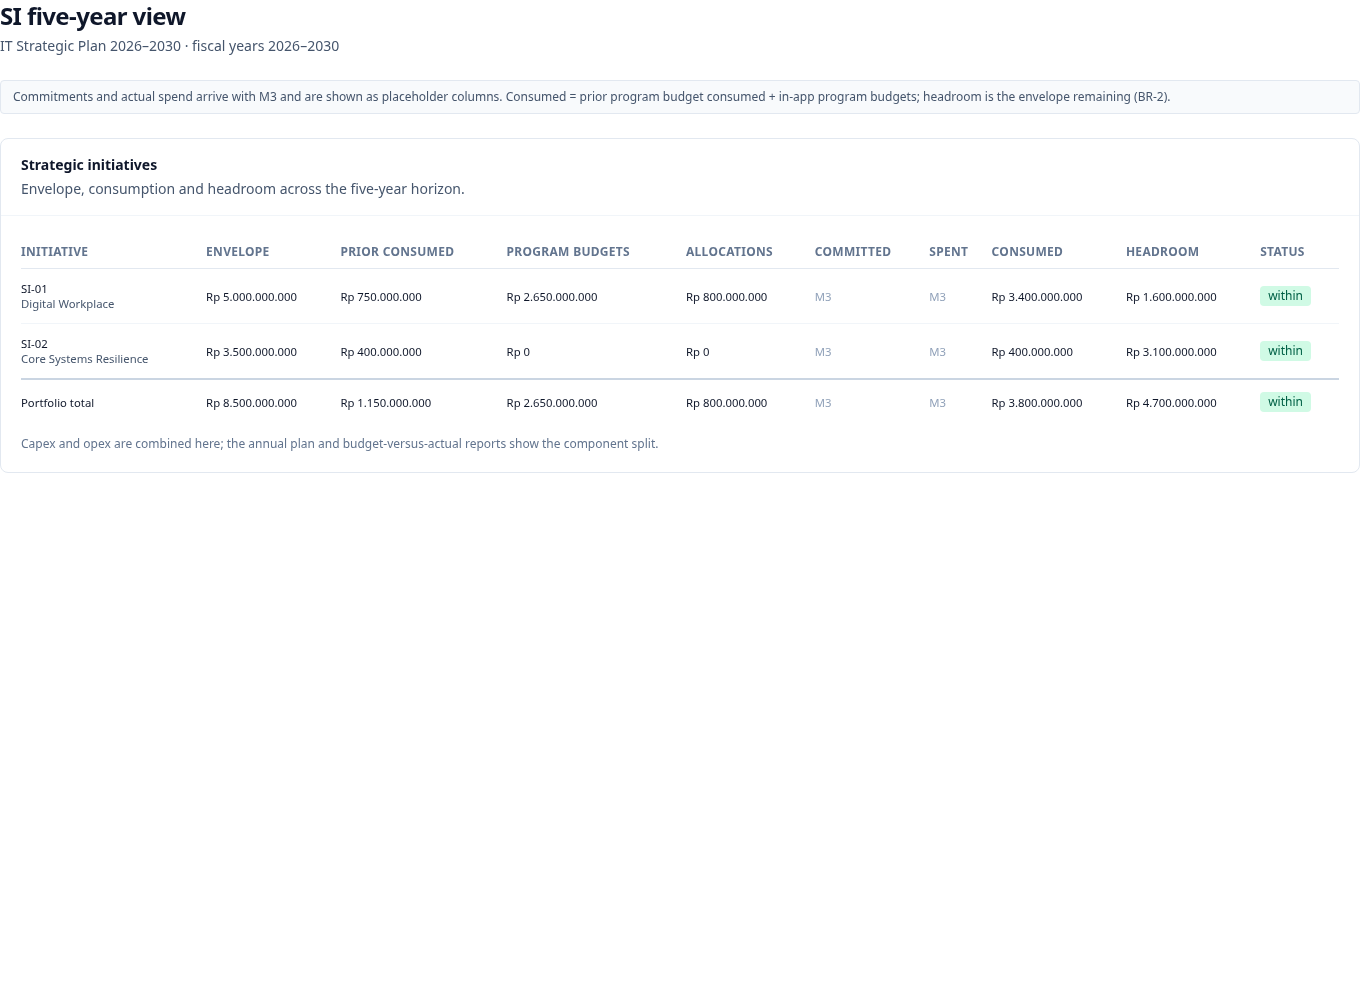 SI five-year view
IT Strategic Plan 2026–2030 · fiscal years 2026–2030
Commitments and actual spend arrive with M3 and are shown as placeholder columns. Consumed = prior program budget consumed + in-app program budgets; headroom is the envelope remaining (BR-2).
Strategic initiatives
Envelope, consumption and headroom across the five-year horizon.
INITIATIVE ENVELOPE PRIOR CONSUMED PROGRAM BUDGETS ALLOCATIONS COMMITTED SPENT CONSUMED HEADROOM STATUS
SI-01
Digital Workplace
Rp 5.000.000.000 Rp 750.000.000 Rp 2.650.000.000 Rp 800.000.000 M3 M3 Rp 3.400.000.000 Rp 1.600.000.000 within
SI-02
Core Systems Resilience
Rp 3.500.000.000 Rp 400.000.000 Rp 0 Rp 0 M3 M3 Rp 400.000.000 Rp 3.100.000.000 within
Portfolio total Rp 8.500.000.000 Rp 1.150.000.000 Rp 2.650.000.000 Rp 800.000.000 M3 M3 Rp 3.800.000.000 Rp 4.700.000.000 within
Capex and opex are combined here; the annual plan and budget-versus-actual reports show the component split.